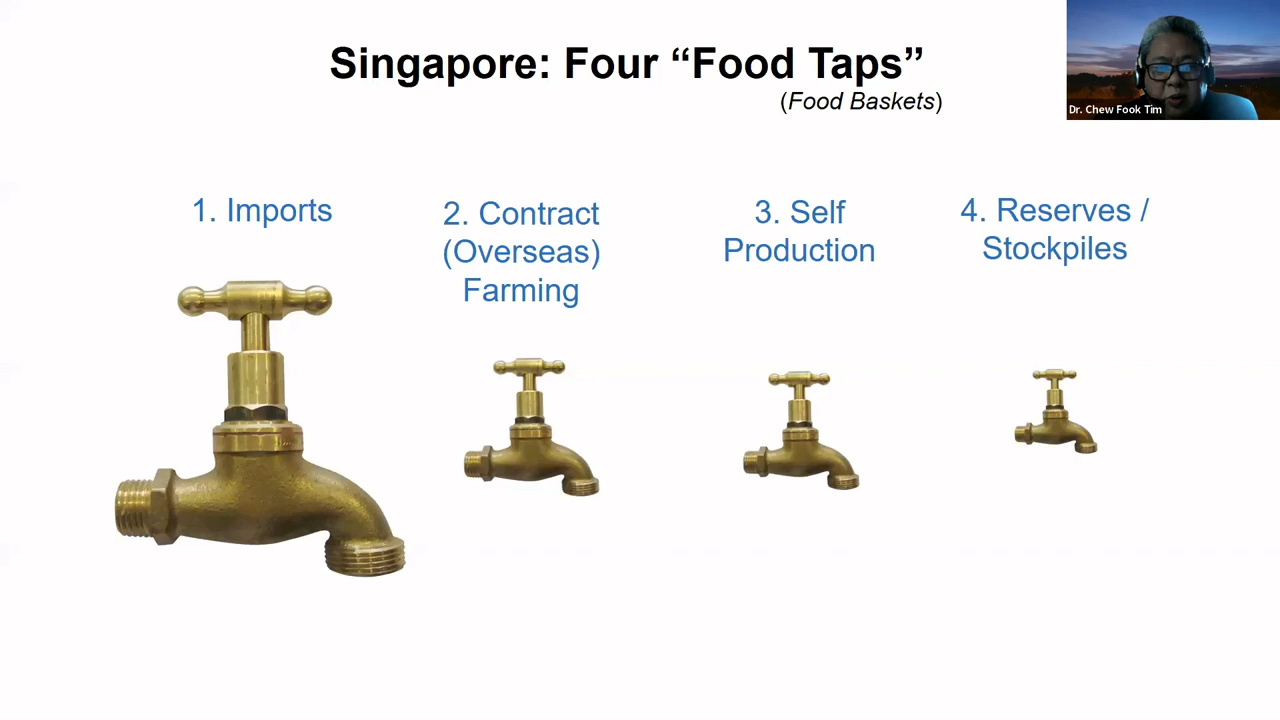 Singapore: Four “Food Taps”
(Food Baskets)
Dr. Chew Fook Tim
1. Imports
2. Contract
(Overseas)
Farming
3. Self
Production
4. Reserves /
Stockpiles